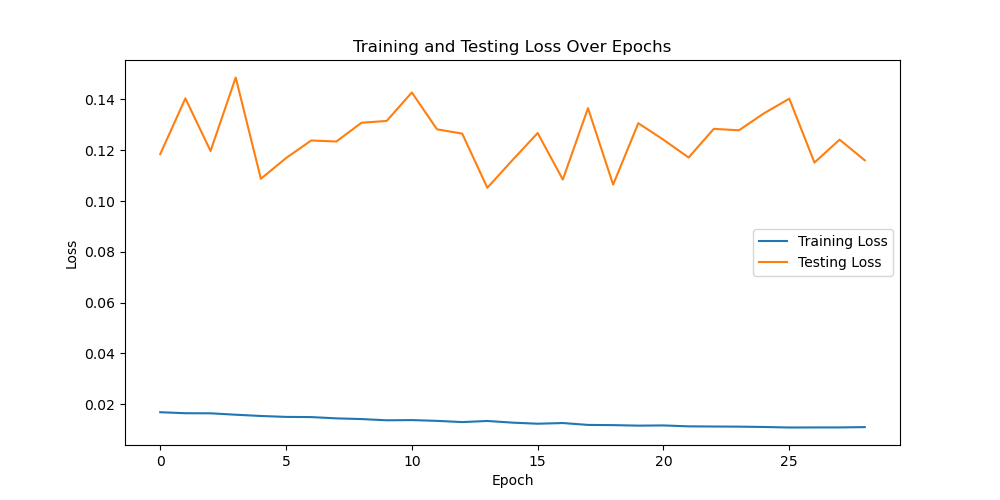 Training and Testing Loss Over Epochs
0.14
0.12
0.10
0.08
0.06
0.04
0.02
Loss
Training Loss
Testing Loss
0 5 10 15 20 25
Epoch